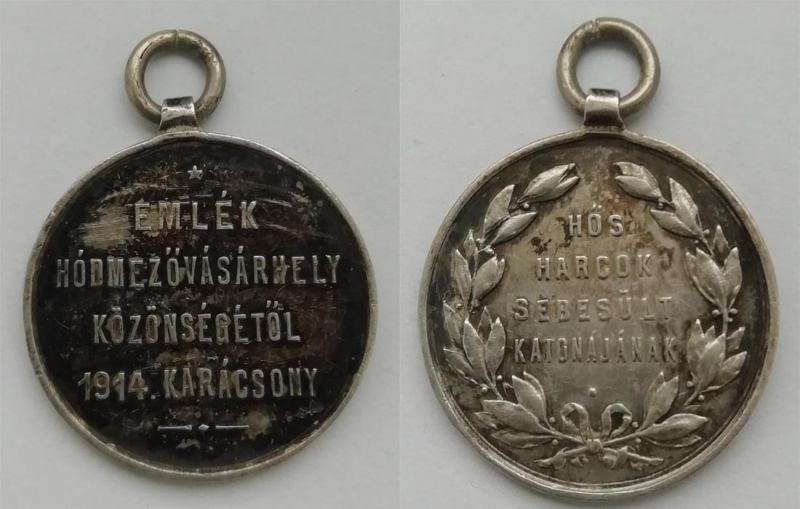 EMLÉK
HÓDMEZŐVÁSÁRHELY
KÖZÖNSÉGÉTŐL
1914. KARÁCSONY
HŐS
HARCOK
SEBESÜLT
KATONÁJÁNAK